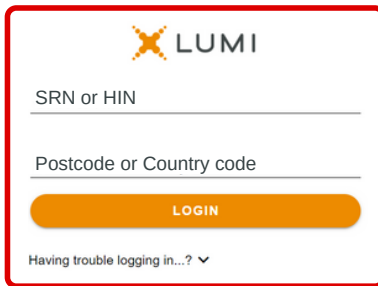 LUMI
SRN or HIN
Postcode or Country code
LOGIN
Having trouble logging in...?